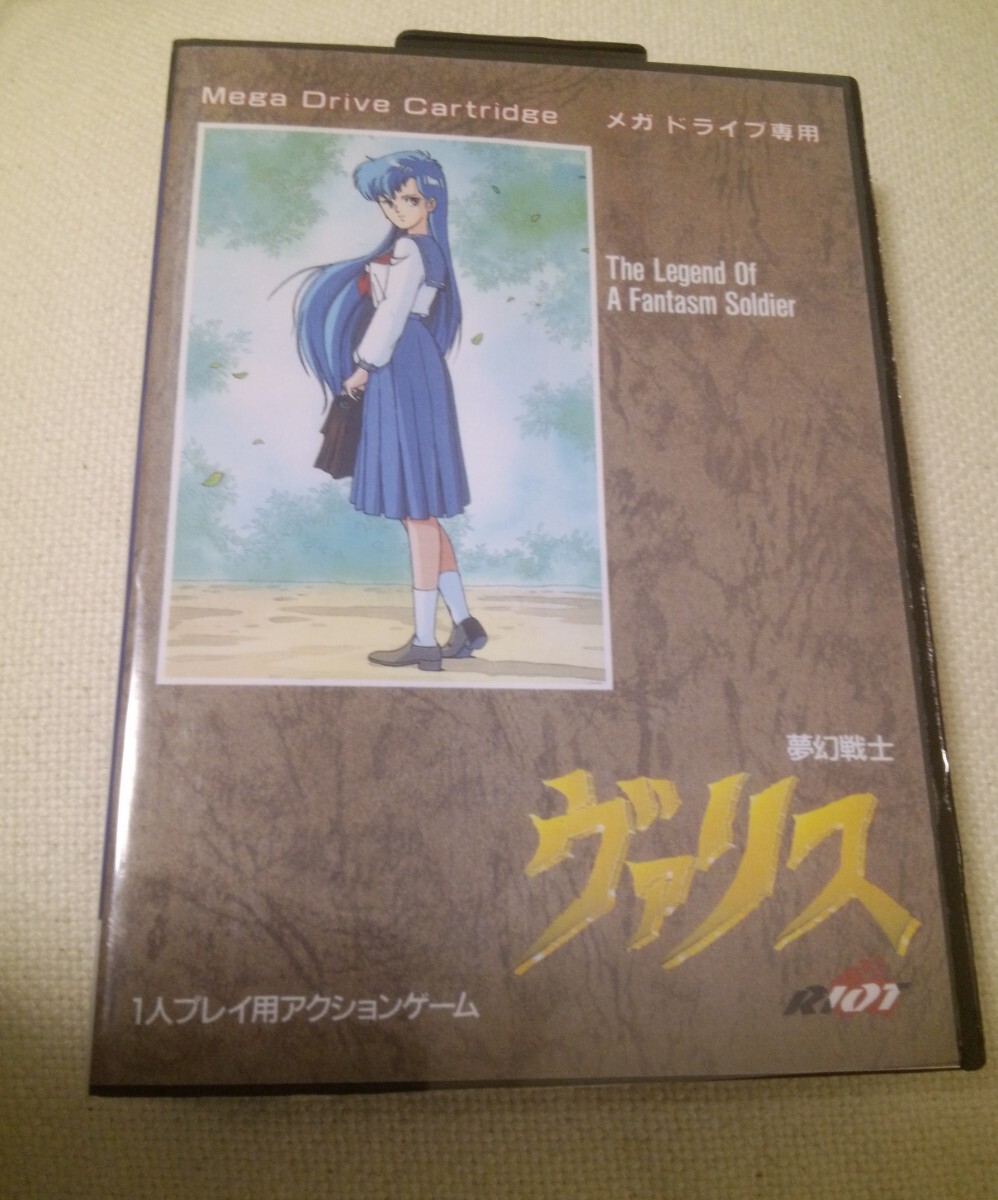 Mega Drive Cartridge メガドライブ専用
The Legend Of
A Fantasm Soldier
夢幻戦士
ヴァリス
RIOT
1人プレイ用アクションゲーム